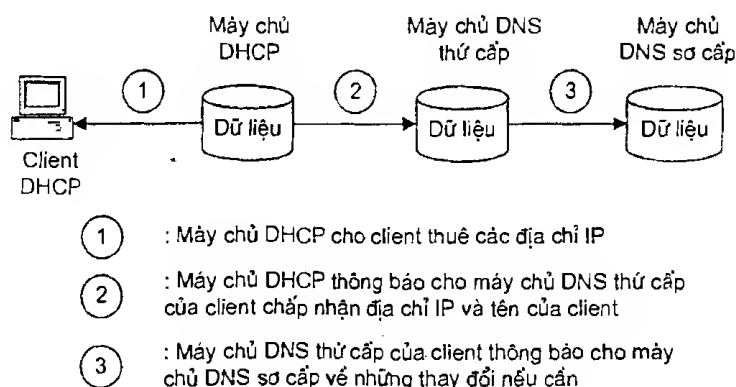 Máy chủ
DHCP
Máy chủ DNS
thứ cấp
Máy chủ
DNS sơ cấp
1
2
3
Dữ liệu
Dữ liệu
Dữ liệu
Client
DHCP
1 : Máy chủ DHCP cho client thuê các địa chỉ IP
2 : Máy chủ DHCP thông báo cho máy chủ DNS thứ cấp
của client chấp nhận địa chỉ IP và tên của client
3 : Máy chủ DNS thứ cấp của client thông báo cho máy
chủ DNS sơ cấp về những thay đổi nếu cần